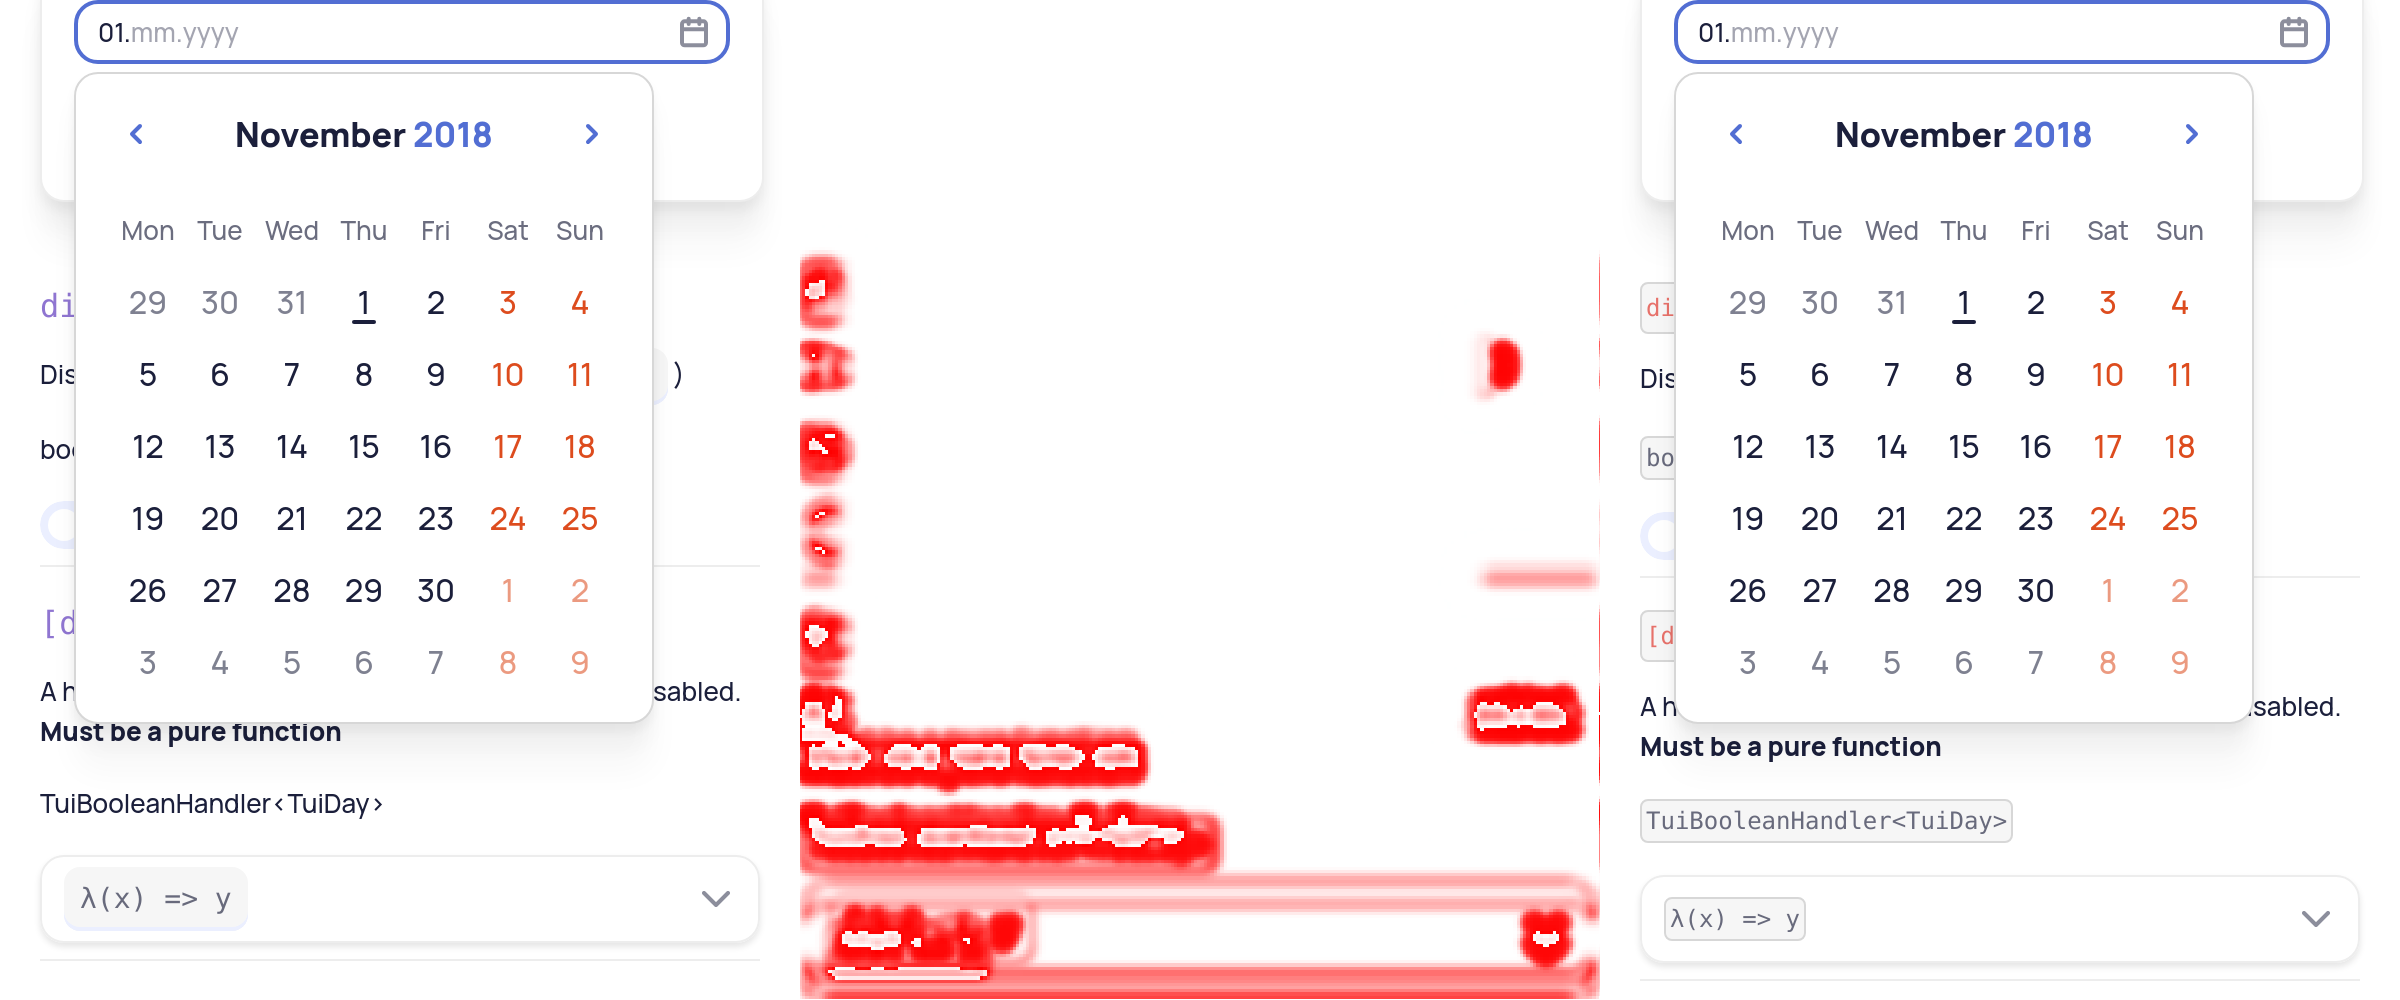 01.mm.yyyy
November 2018
Mon Tue Wed Thu Fri Sat Sun
29 30 31 1 2 3 4
di
5 6 7 8 9 10 11
Dis )
12 13 14 15 16 17 18
boo
19 20 21 22 23 24 25
26 27 28 29 30 1 2
[d
3 4 5 6 7 8 9
A h sabled.
Must be a pure function
TuiBooleanHandler<TuiDay>
λ(x) => y
01.mm.yyyy
November 2018
Mon Tue Wed Thu Fri Sat Sun
29 30 31 1 2 3 4
di
5 6 7 8 9 10 11
Dis
12 13 14 15 16 17 18
bo
19 20 21 22 23 24 25
26 27 28 29 30 1 2
[d
3 4 5 6 7 8 9
A h sabled.
Must be a pure function
TuiBooleanHandler<TuiDay>
λ(x) => y